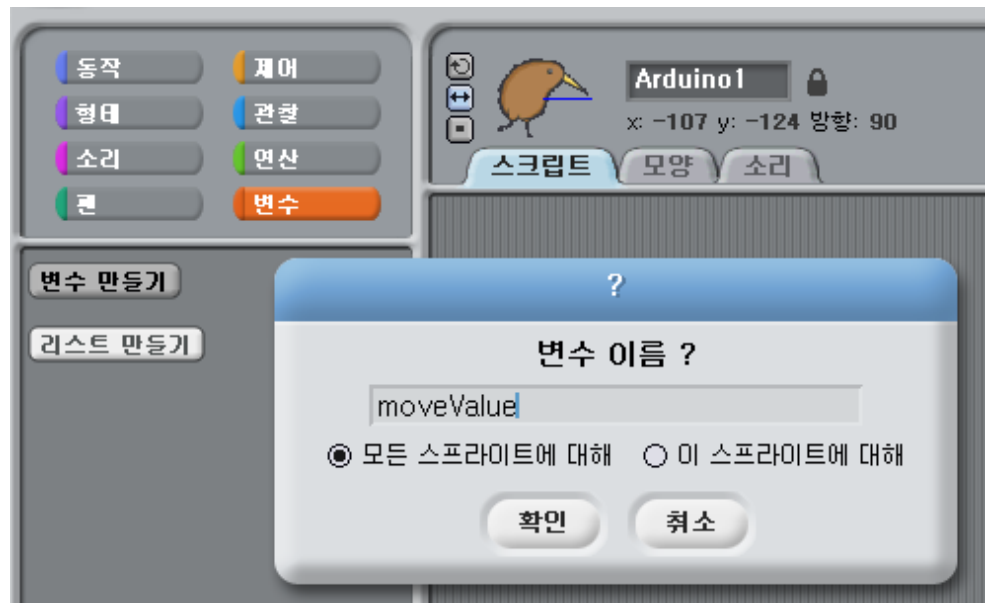 동작 제어
형태 관찰
소리 연산
펜 변수
Arduino1
x: -107 y: -124 방향: 90
스크립트 모양 소리
변수 만들기
리스트 만들기
?
변수 이름 ?
moveValue
모든 스프라이트에 대해 이 스프라이트에 대해
확인 취소